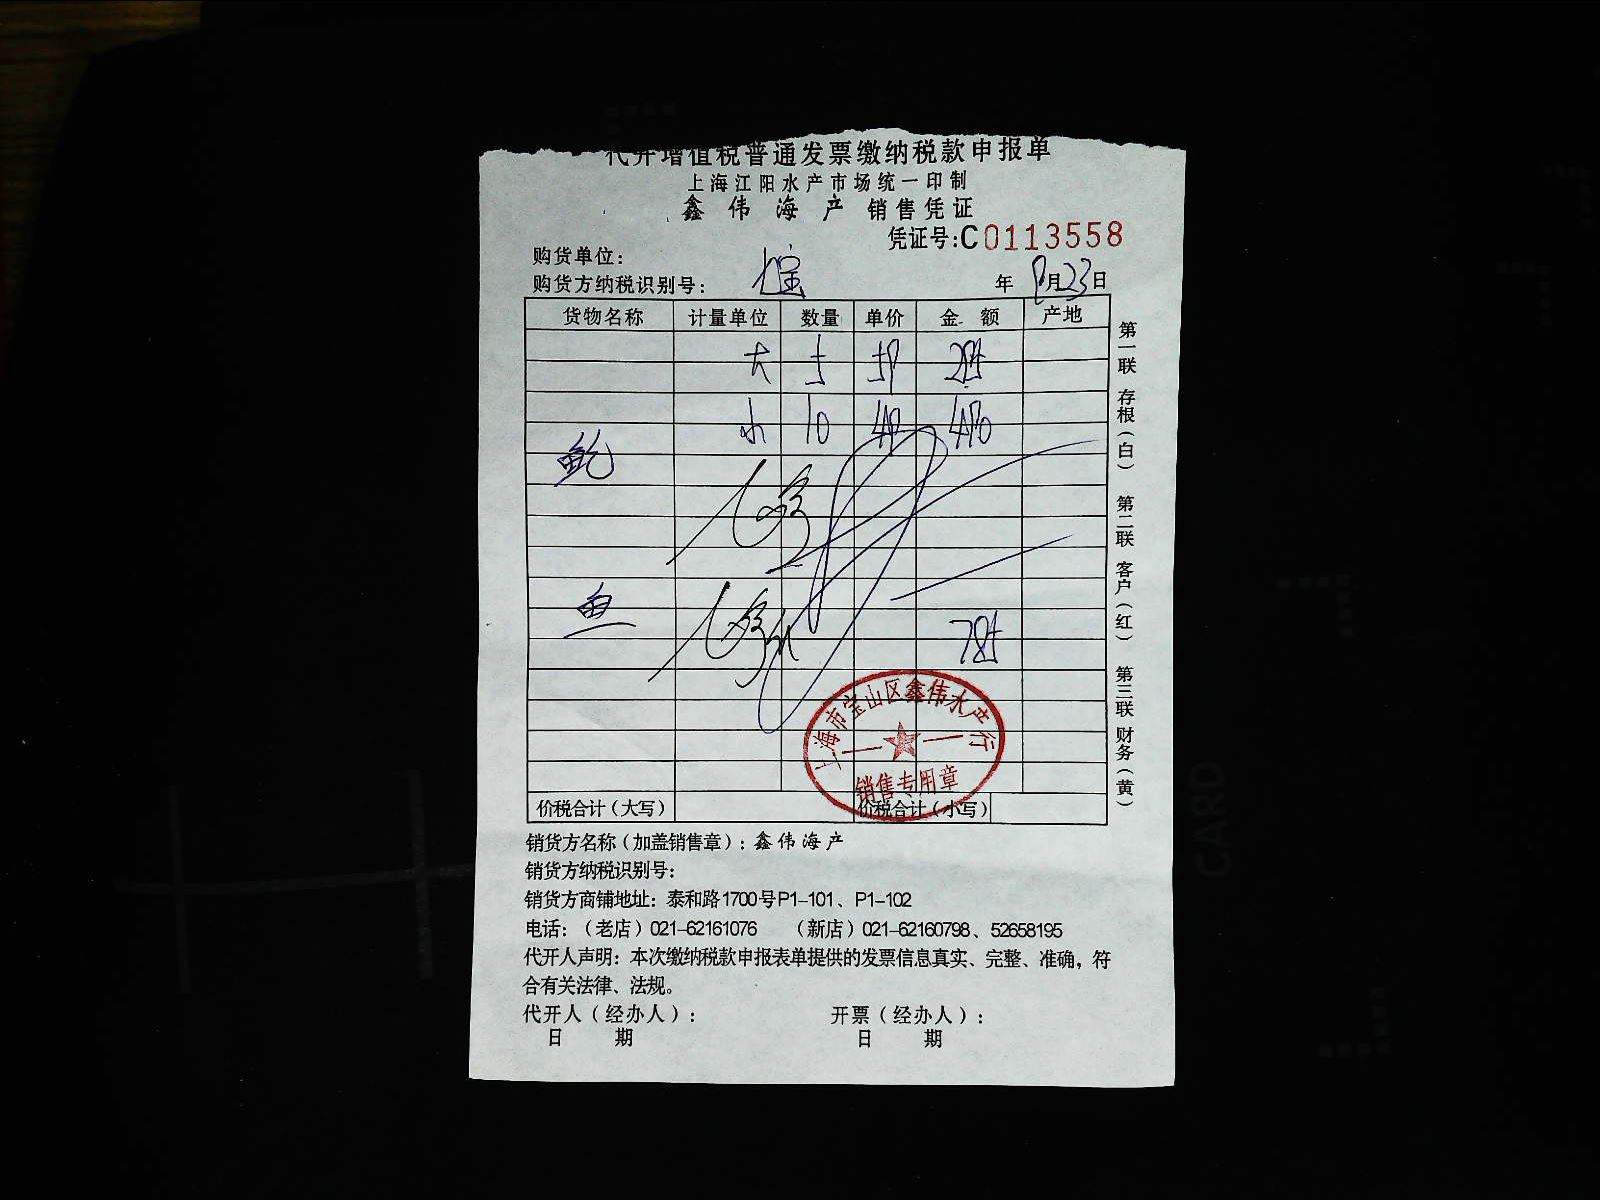 代开增值税普通发票缴纳税款申报单
上海江阳水产市场统一印制
鑫伟海产 销售凭证
凭证号:C0113558
购货单位:
购货方纳税识别号: 年 8月23日
货物名称 计量单位 数量 单价 金额 产地
大
小 10
鲍
鱼
上海市宝山区鑫伟水产行
销售专用章
价税合计(大写) 价税合计(小写)
第一联 存根(白) 第二联 客户(红) 第三联 财务(黄)
销货方名称(加盖销售章):鑫伟海产
销货方纳税识别号:
销货方商铺地址:泰和路1700号P1-101、P1-102
电话:(老店)021-62161076 (新店)021-62160798、52658195
代开人声明:本次缴纳税款申报表单提供的发票信息真实、完整、准确,符
合有关法律、法规。
代开人(经办人): 开票(经办人):
日 期 日 期
CARD